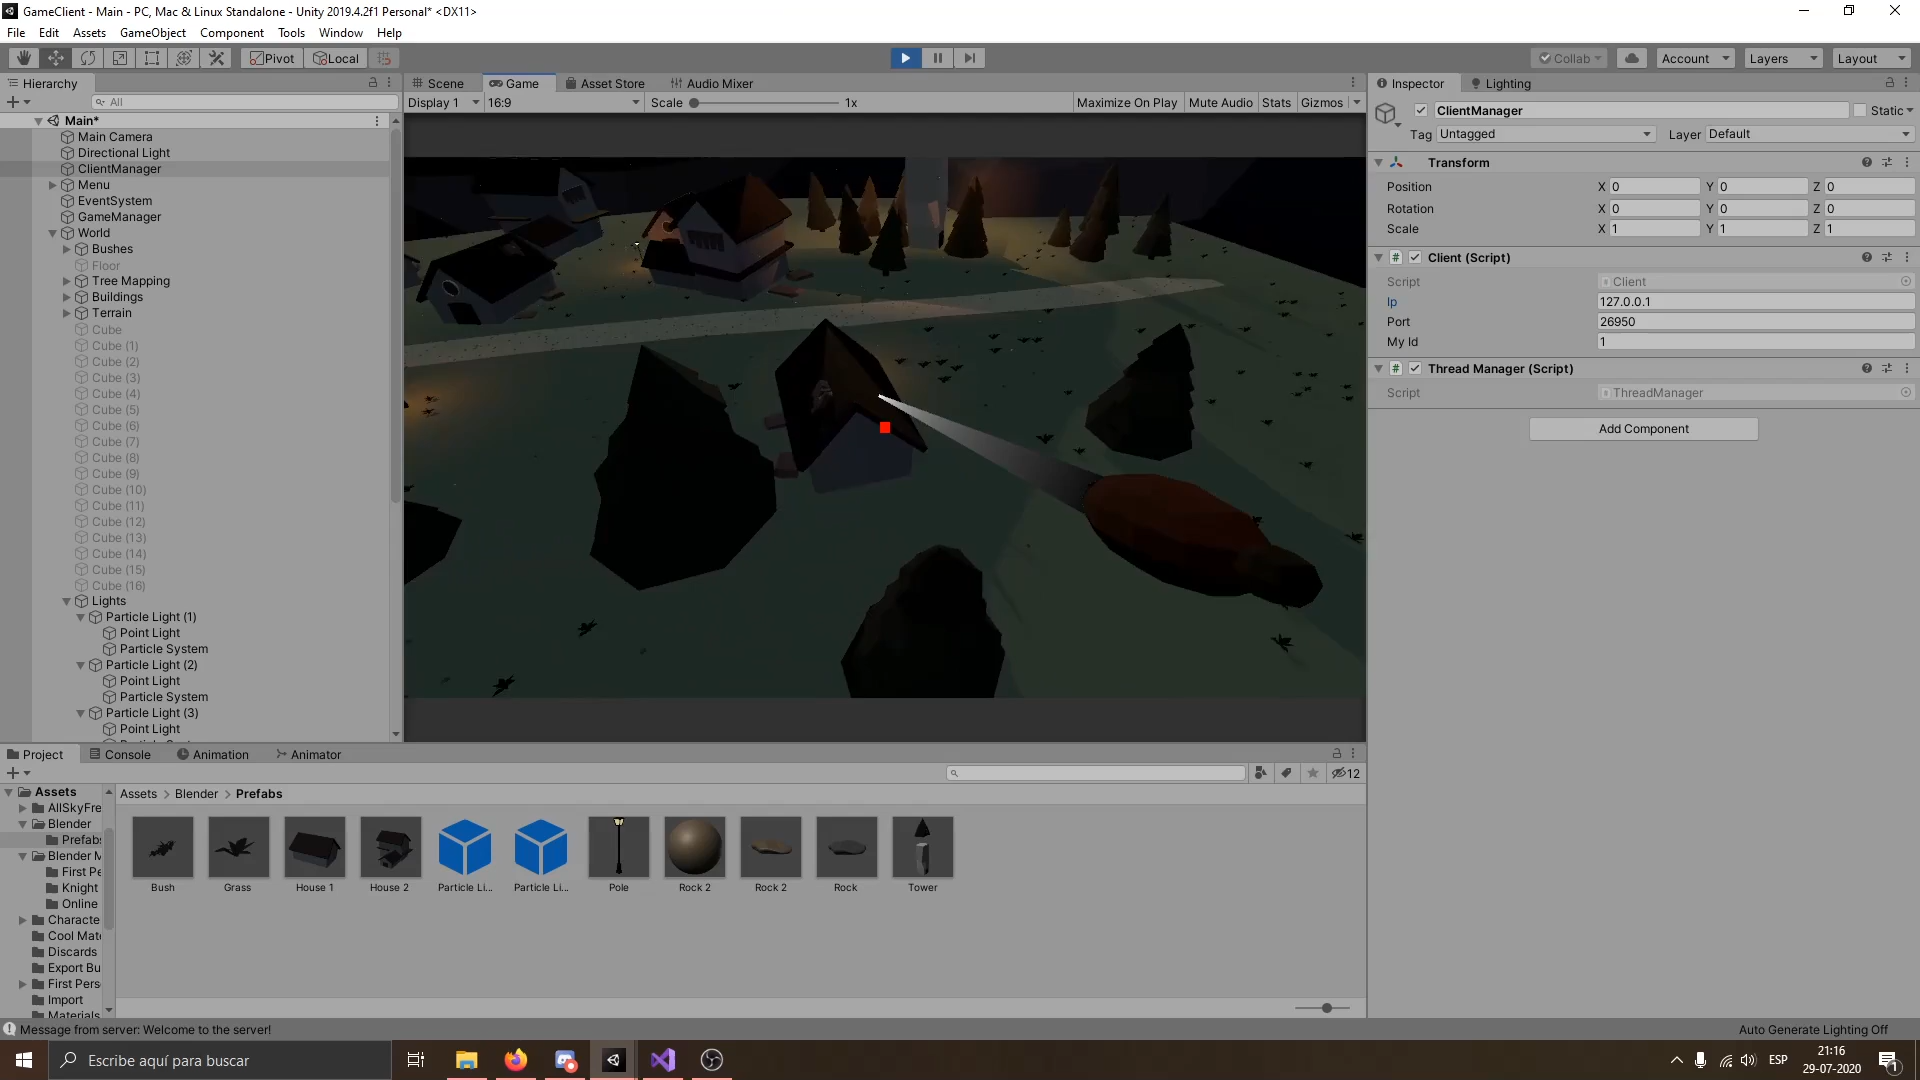 GameClient - Main - PC, Mac & Linux Standalone - Unity 2019.4.2f1 Personal* <DX11>
File Edit Assets GameObject Component Tools Window Help
Pivot Local Collab Account Layers Layout
Hierarchy
All
Main*
Main Camera
Directional Light
ClientManager
Menu
EventSystem
GameManager
World
Bushes
Floor
Tree Mapping
Buildings
Terrain
Cube
Cube (1)
Cube (2)
Cube (3)
Cube (4)
Cube (5)
Cube (6)
Cube (7)
Cube (8)
Cube (9)
Cube (10)
Cube (11)
Cube (12)
Cube (13)
Cube (14)
Cube (15)
Cube (16)
Lights
Particle Light (1)
Point Light
Particle System
Particle Light (2)
Point Light
Particle System
Particle Light (3)
Point Light
Scene Game Asset Store Audio Mixer
Display 1 16:9 Scale 1x Maximize On Play Mute Audio Stats Gizmos
Inspector Lighting
ClientManager Static
Tag Untagged Layer Default
Transform
Position X 0 Y 0 Z 0
Rotation X 0 Y 0 Z 0
Scale X 1 Y 1 Z 1
Client (Script)
Script Client
Ip 127.0.0.1
Port 26950
My Id 1
Thread Manager (Script)
Script ThreadManager
Add Component
Project Console Animation Animator
12
Assets
AllSkyFre
Blender
Prefabs
Blender M
First Pe
Knight
Online
Characte
Cool Mate
Discards
Export Bu
First Pers
Import
Materials
Assets > Blender > Prefabs
Bush Grass House 1 House 2 Particle Li... Particle Li... Pole Rock 2 Rock 2 Rock Tower
Message from server: Welcome to the server!
Auto Generate Lighting Off
Escribe aquí para buscar
ESP
21:16
29-07-2020
1